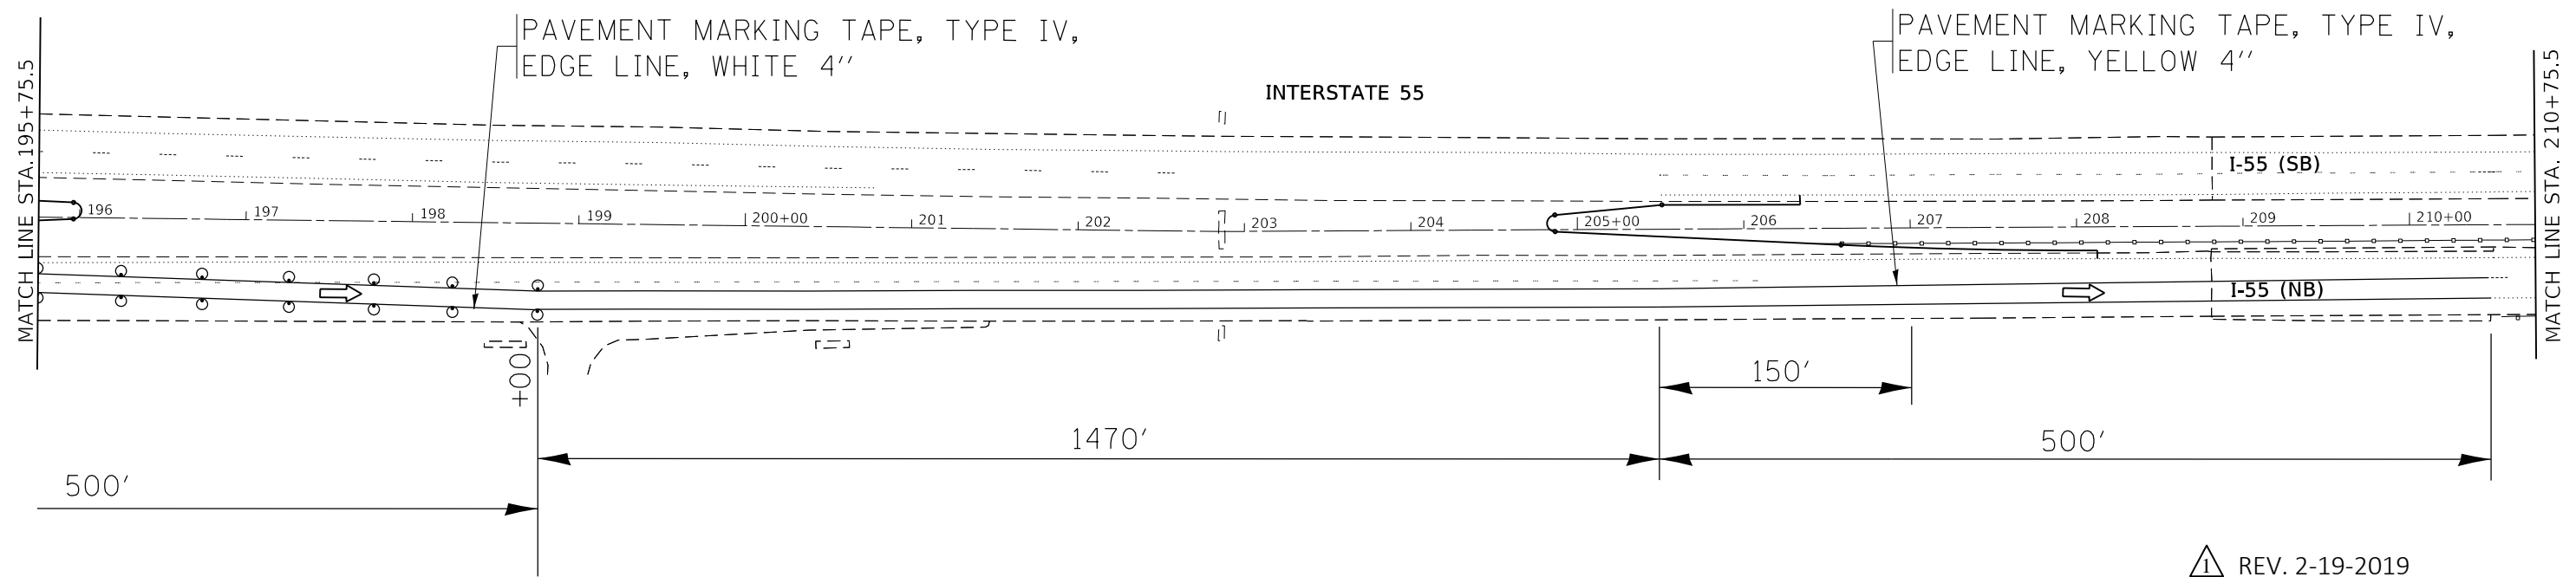 PAVEMENT MARKING TAPE, TYPE IV,
EDGE LINE, WHITE 4″
PAVEMENT MARKING TAPE, TYPE IV,
EDGE LINE, YELLOW 4″
INTERSTATE 55
MATCH LINE STA.195+75.5
MATCH LINE STA. 210+75.5
I-55 (SB)
196
197
198
199
200+00
201
202
203
204
205+00
206
207
208
209
210+00
I-55 (NB)
+00
150′
1470′
500′
500′
1 REV. 2-19-2019